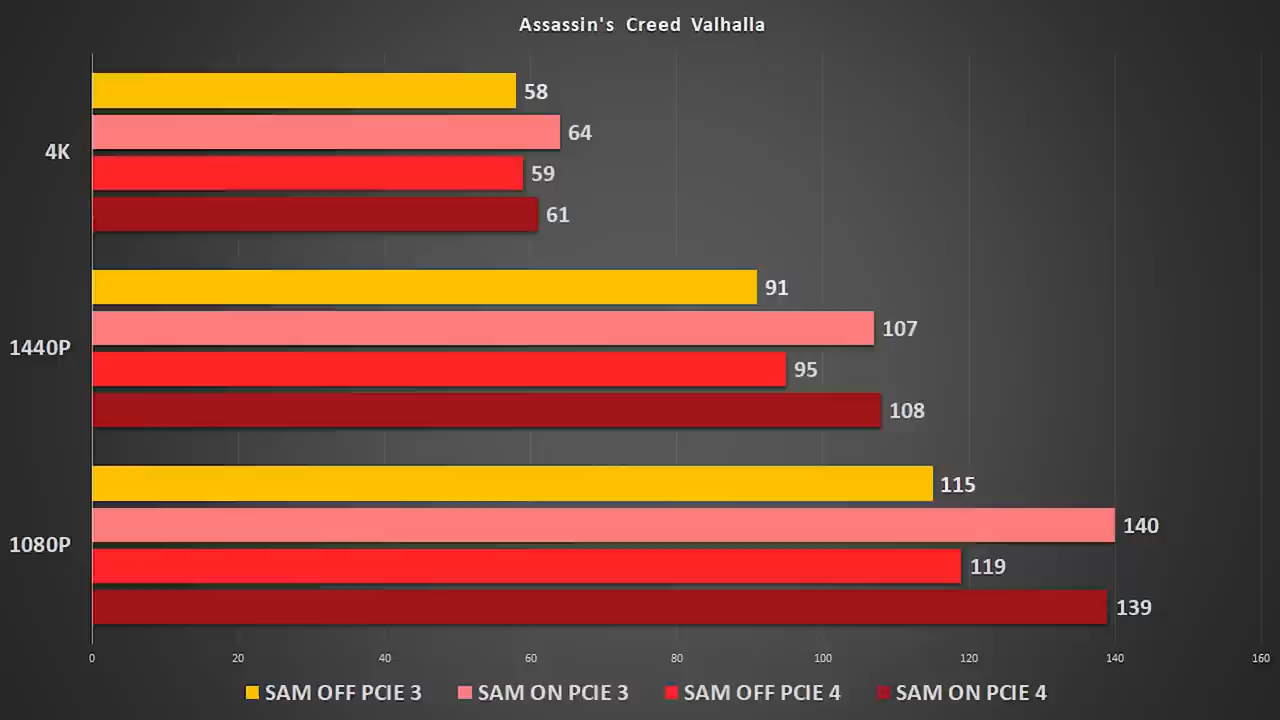 Assassin's Creed Valhalla
58
64
4K
59
61
91
107
1440P
95
108
115
140
1080P
119
139
0 20 40 60 80 100 120 140 160
SAM OFF PCIE 3 SAM ON PCIE 3 SAM OFF PCIE 4 SAM ON PCIE 4